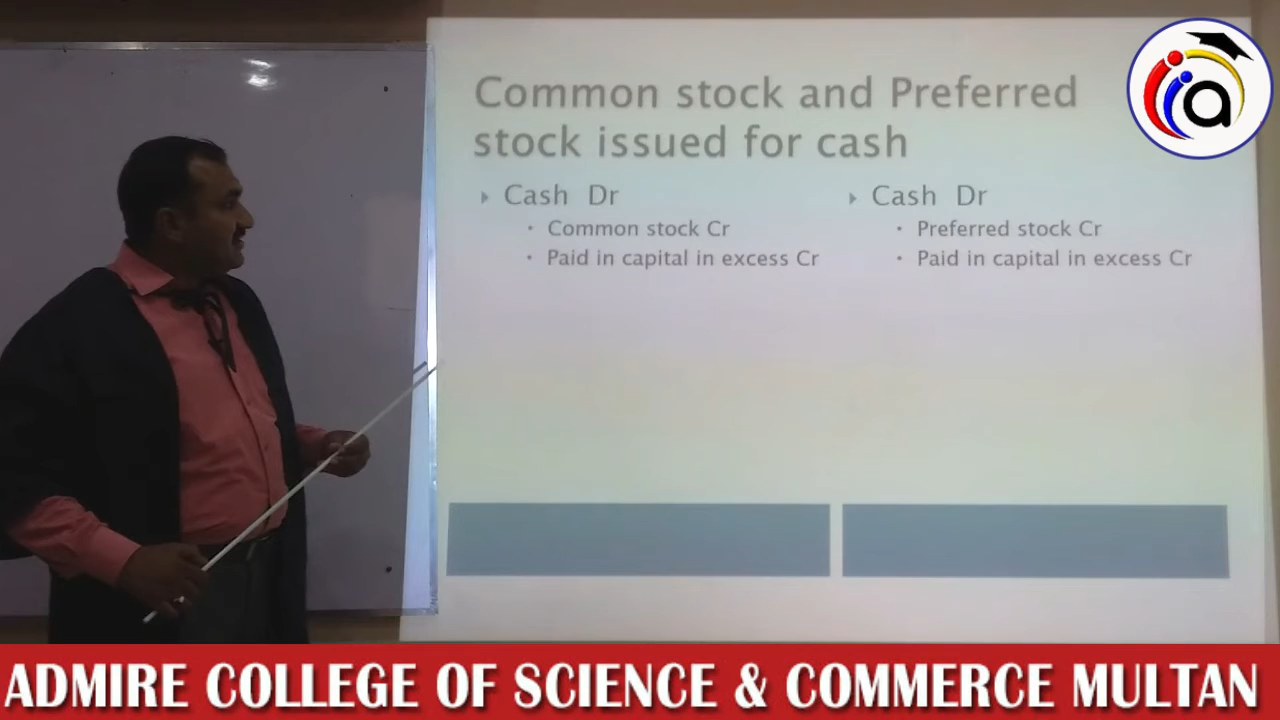 Common stock and Preferred
stock issued for cash
Cash Dr
Common stock Cr
Paid in capital in excess Cr
Cash Dr
Preferred stock Cr
Paid in capital in excess Cr
a
ADMIRE COLLEGE OF SCIENCE & COMMERCE MULTAN